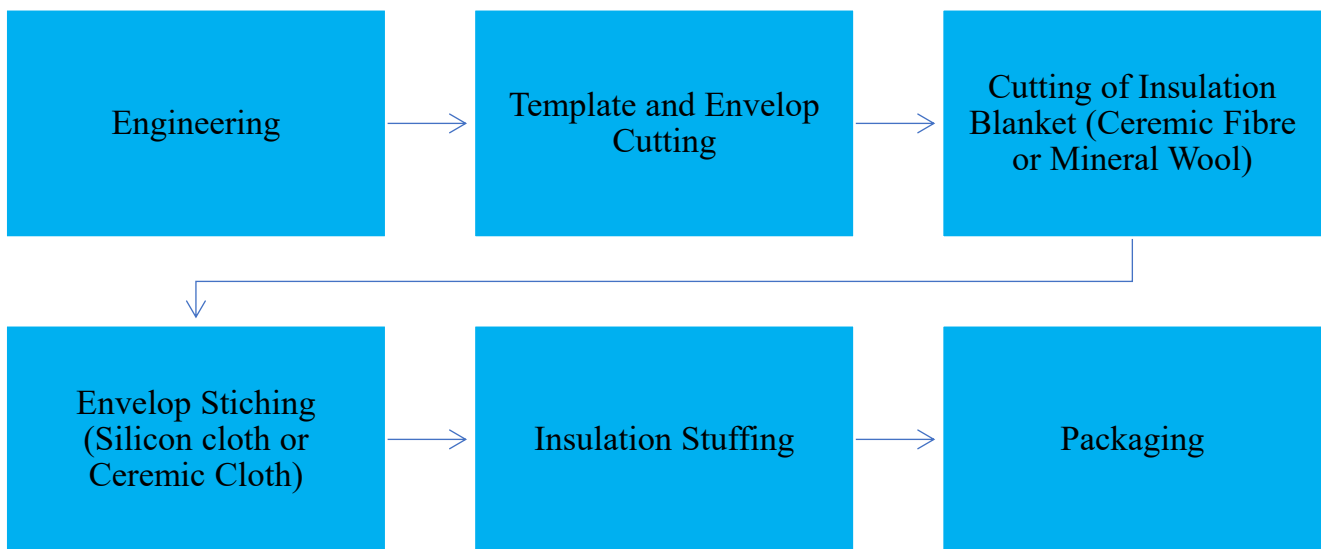 Engineering
Template and Envelop
Cutting
Cutting of Insulation
Blanket (Ceremic Fibre
or Mineral Wool)
Envelop Stiching
(Silicon cloth or
Ceremic Cloth)
Insulation Stuffing
Packaging